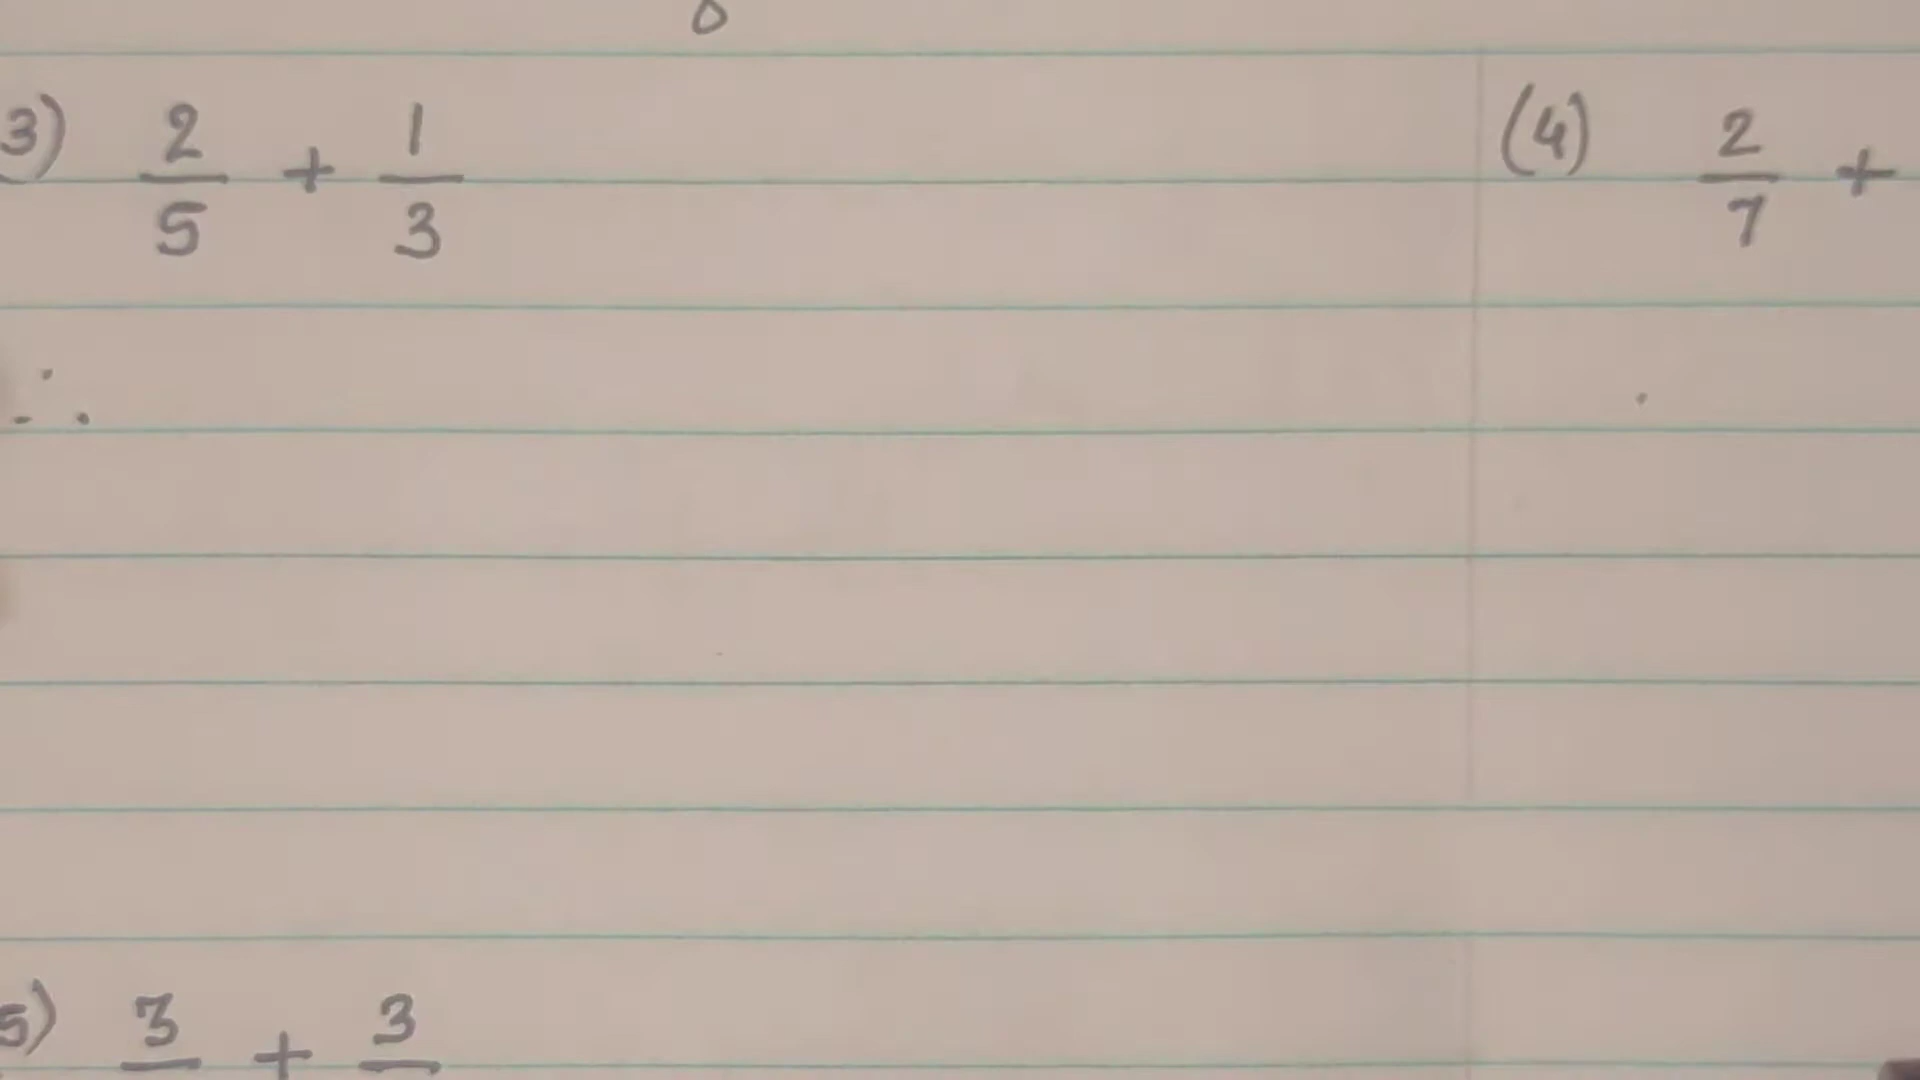 3) 2/5 + 1/3
(4) 2/7 +
∴
5) 3 + 3